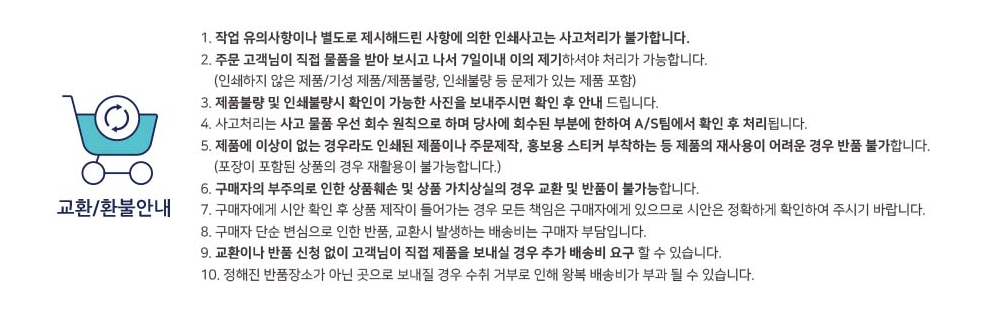 1. 작업 유의사항이나 별도로 제시해드린 사항에 의한 인쇄사고는 사고처리가 불가합니다.
2. 주문 고객님이 직접 물품을 받아 보시고 나서 7일이내 이의 제기하셔야 처리가 가능합니다.
(인쇄하지 않은 제품/기성 제품/제품불량, 인쇄불량 등 문제가 있는 제품 포함)
3. 제품불량 및 인쇄불량시 확인이 가능한 사진을 보내주시면 확인 후 안내 드립니다.
4. 사고처리는 사고 물품 우선 회수 원칙으로 하며 당사에 회수된 부분에 한하여 A/S팀에서 확인 후 처리됩니다.
5. 제품에 이상이 없는 경우라도 인쇄된 제품이나 주문제작, 홍보용 스티커 부착하는 등 제품의 재사용이 어려운 경우 반품 불가합니다.
(포장이 포함된 상품의 경우 재활용이 불가능합니다.)
6. 구매자의 부주의로 인한 상품훼손 및 상품 가치상실의 경우 교환 및 반품이 불가능합니다.
7. 구매자에게 시안 확인 후 상품 제작이 들어가는 경우 모든 책임은 구매자에게 있으므로 시안은 정확하게 확인하여 주시기 바랍니다.
8. 구매자 단순 변심으로 인한 반품, 교환시 발생하는 배송비는 구매자 부담입니다.
9. 교환이나 반품 신청 없이 고객님이 직접 제품을 보내실 경우 추가 배송비 요구 할 수 있습니다.
10. 정해진 반품장소가 아닌 곳으로 보내질 경우 수취 거부로 인해 왕복 배송비가 부과 될 수 있습니다.
교환/환불안내